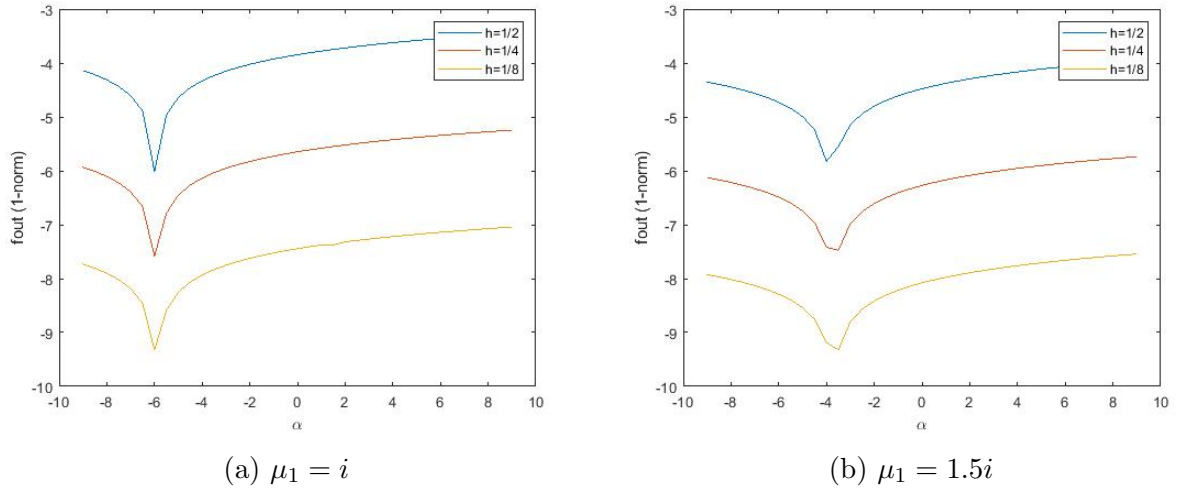 -3
-4
-5
-6
-7
-8
-9
-10
fout (1-norm)
h=1/2
h=1/4
h=1/8
-10 -8 -6 -4 -2 0 2 4 6 8 10
α
(a) μ₁ = i
-3
-4
-5
-6
-7
-8
-9
-10
fout (1-norm)
h=1/2
h=1/4
h=1/8
-10 -8 -6 -4 -2 0 2 4 6 8 10
α
(b) μ₁ = 1.5i